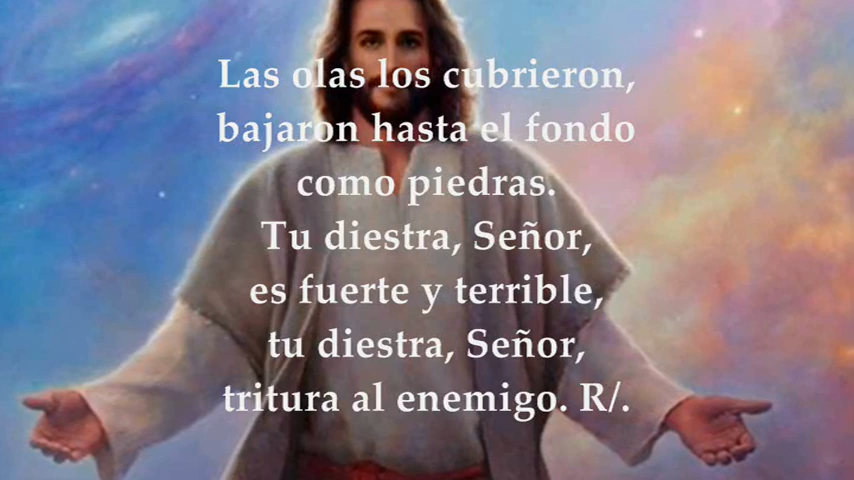 Las olas los cubrieron,
bajaron hasta el fondo
como piedras.
Tu diestra, Señor,
es fuerte y terrible,
tu diestra, Señor,
tritura al enemigo. R/.